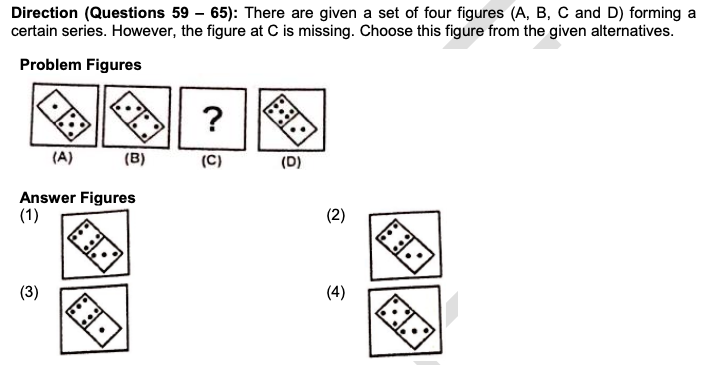 Direction (Questions 59 – 65): There are given a set of four figures (A, B, C and D) forming a
certain series. However, the figure at C is missing. Choose this figure from the given alternatives.
Problem Figures
?
(A) (B) (C) (D)
Answer Figures
(1) (2)
(3) (4)